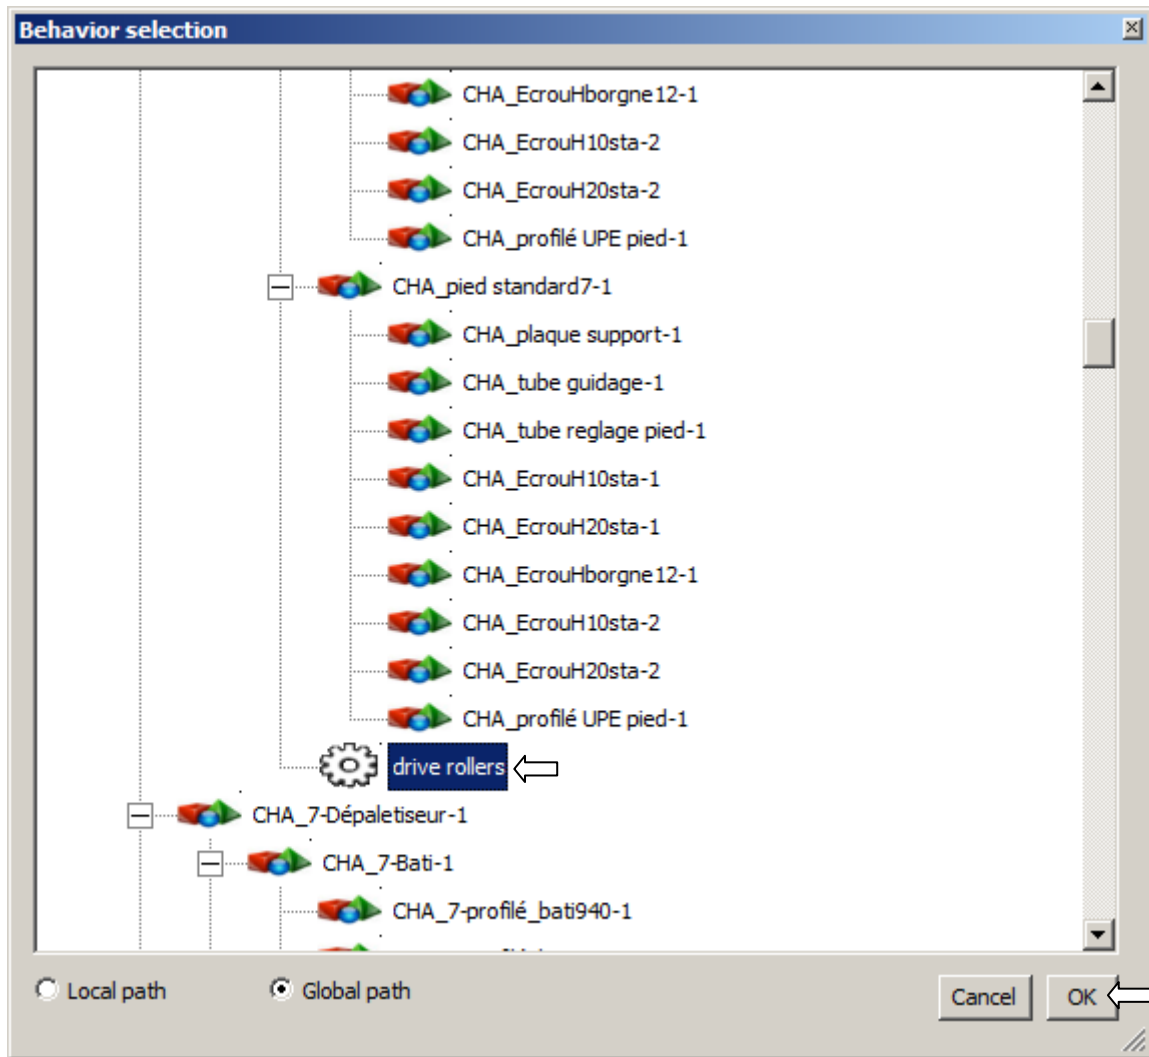 Behavior selection
CHA_EcrouHborgne12-1
CHA_EcrouH10sta-2
CHA_EcrouH20sta-2
CHA_profilé UPE pied-1
CHA_pied standard7-1
CHA_plaque support-1
CHA_tube guidage-1
CHA_tube reglage pied-1
CHA_EcrouH10sta-1
CHA_EcrouH20sta-1
CHA_EcrouHborgne12-1
CHA_EcrouH10sta-2
CHA_EcrouH20sta-2
CHA_profilé UPE pied-1
drive rollers
CHA_7-Dépaletiseur-1
CHA_7-Bati-1
CHA_7-profilé_bati940-1
Local path Global path Cancel OK